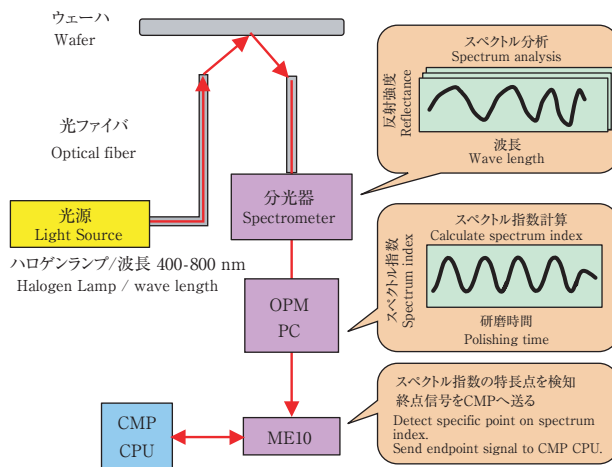 ウェーハ
Wafer
光ファイバ
Optical fiber
光源
Light Source
ハロゲンランプ/波長 400-800 nm
Halogen Lamp / wave length
分光器
Spectrometer
OPM
PC
ME10
CMP
CPU
スペクトル分析
Spectrum analysis
反射強度
Reflectance
波長
Wave length
スペクトル指数計算
Calculate spectrum index
スペクトル指数
Spectrum index
研磨時間
Polishing time
スペクトル指数の特長点を検知
終点信号をCMPへ送る
Detect specific point on spectrum
index.
Send endpoint signal to CMP CPU.